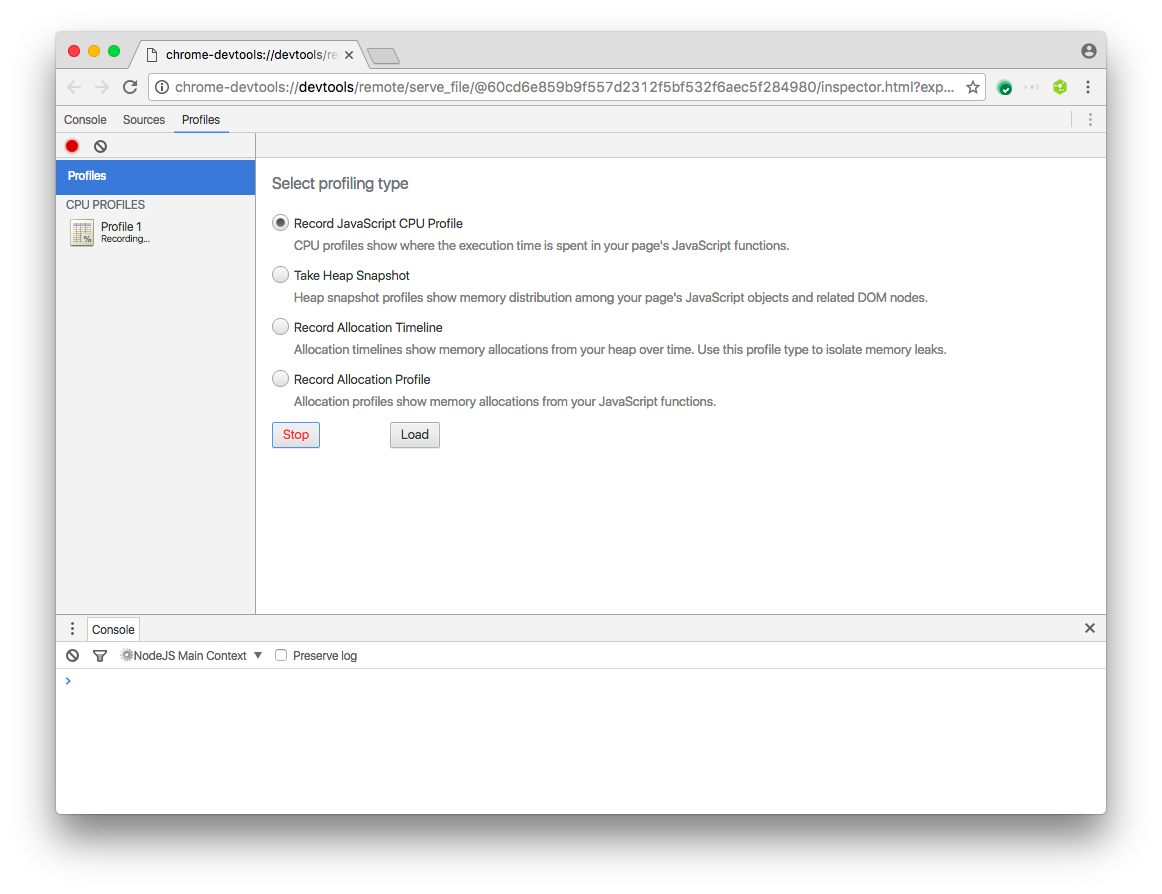 chrome-devtools://devtools/re
chrome-devtools://devtools/remote/serve_file/@60cd6e859b9f557d2312f5bf532f6aec5f284980/inspector.html?exp...
Console Sources Profiles
Profiles
CPU PROFILES
Profile 1
Recording...
Select profiling type
Record JavaScript CPU Profile
CPU profiles show where the execution time is spent in your page's JavaScript functions.
Take Heap Snapshot
Heap snapshot profiles show memory distribution among your page's JavaScript objects and related DOM nodes.
Record Allocation Timeline
Allocation timelines show memory allocations from your heap over time. Use this profile type to isolate memory leaks.
Record Allocation Profile
Allocation profiles show memory allocations from your JavaScript functions.
Stop Load
Console
NodeJS Main Context ▼ Preserve log